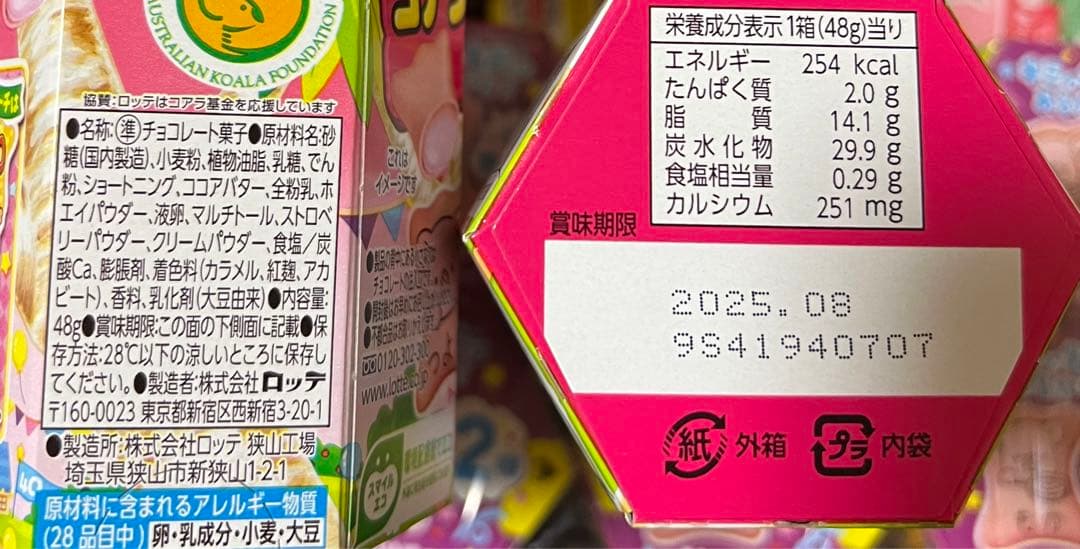 AUSTRALIAN KOALA FOUNDATION
協賛:ロッテはコアラ基金を応援しています
●名称:準チョコレート菓子●原材料名:砂
糖(国内製造)、小麦粉、植物油脂、乳糖、でん
粉、ショートニング、ココアバター、全粉乳、ホ
エイパウダー、液卵、マルチトール、ストロベ
リーパウダー、クリームパウダー、食塩/炭
酸Ca、膨脹剤、着色料(カラメル、紅麹、アカ
ビート)、香料、乳化剤(大豆由来)●内容量:
48g●賞味期限:この面の下側面に記載●保
存方法:28℃以下の涼しいところに保存し
てください。●製造者:株式会社ロッテ
〒160-0023 東京都新宿区西新宿3-20-1
●製造所:株式会社ロッテ 狭山工場
埼玉県狭山市新狭山1-2-1
原材料に含まれるアレルギー物質
(28品目中) 卵・乳成分・小麦・大豆
これは
イメージです
0120-302-300
www.lotte.co.jp
スマイル
エコ
栄養成分表示 1箱(48g)当り
エネルギー 254 kcal
たんぱく質 2.0 g
脂質 14.1 g
炭水化物 29.9 g
食塩相当量 0.29 g
カルシウム 251 mg
賞味期限
2025.08
9S41940707
紙 外箱 プラ 内袋